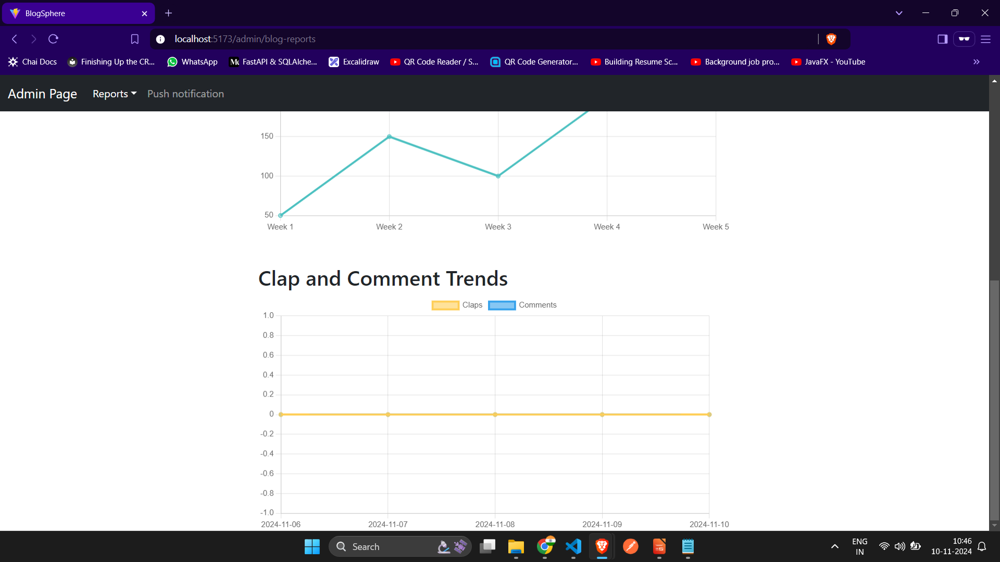 BlogSphere
localhost:5173/admin/blog-reports
Chai Docs
Finishing Up the CR...
WhatsApp
FastAPI & SQLAlche...
Excalidraw
QR Code Reader / S...
QR Code Generator...
Building Resume Sc...
Background job pro...
JavaFX - YouTube
Admin Page
Reports
Push notification
150
100
50
Week 1
Week 2
Week 3
Week 4
Week 5
Clap and Comment Trends
Claps
Comments
1.0
0.8
0.6
0.4
0.2
0
-0.2
-0.4
-0.6
-0.8
-1.0
2024-11-06
2024-11-07
2024-11-08
2024-11-09
2024-11-10
Search
ENG
IN
10:46
10-11-2024